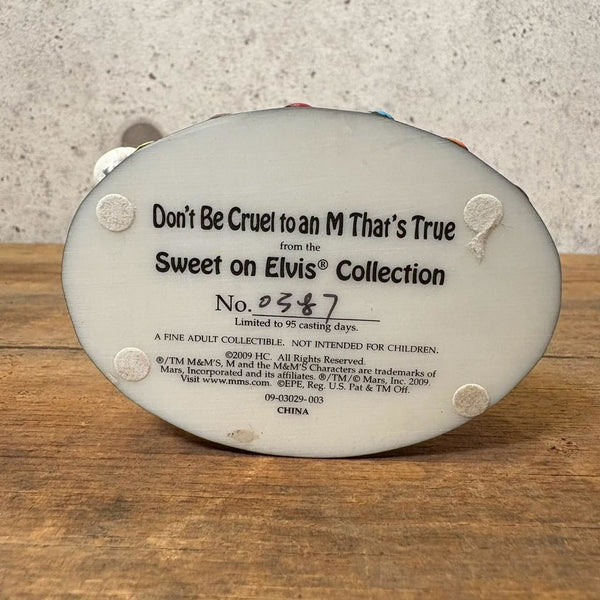 Don't Be Cruel to an M That's True
from the
Sweet on Elvis® Collection
No. 0587
Limited to 95 casting days.
A FINE ADULT COLLECTIBLE. NOT INTENDED FOR CHILDREN.
©2009 HC. All Rights Reserved.
®/TM M&M'S, M and the M&M'S Characters are trademarks of
Mars, Incorporated and its affiliates. ®/TM/© Mars, Inc. 2009.
Visit www.mms.com. ©EPE, Reg. U.S. Pat & TM Off.
09-03029-003
CHINA